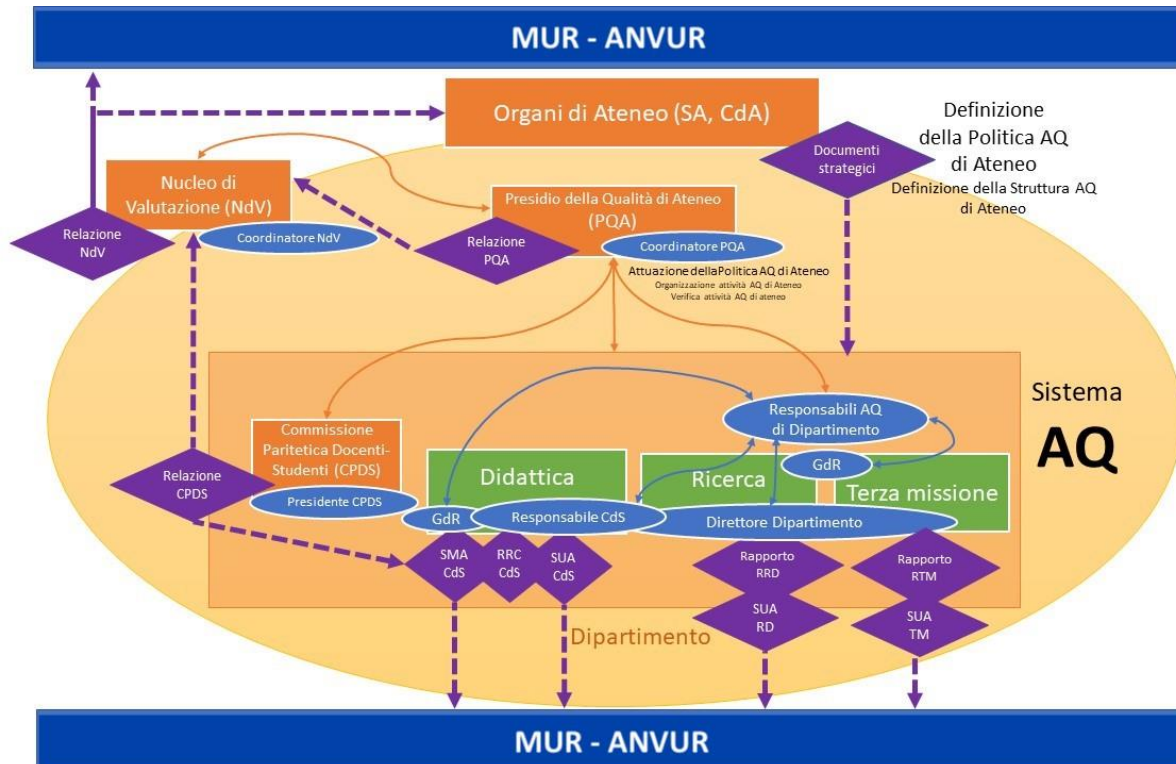 MUR - ANVUR
Organi di Ateneo (SA, CdA)
Definizione
della Politica AQ
di Ateneo
Definizione della Struttura AQ
di Ateneo
Documenti
strategici
Nucleo di
Valutazione (NdV)
Coordinatore NdV
Relazione
NdV
Presidio della Qualità di Ateneo
(PQA)
Coordinatore PQA
Relazione
PQA
Attuazione della Politica AQ di Ateneo
Organizzazione attività AQ di Ateneo
Verifica attività AQ di ateneo
Sistema
AQ
Responsabili AQ
di Dipartimento
GdR
Commissione
Paritetica Docenti-
Studenti (CPDS)
Presidente CPDS
Relazione
CPDS
Didattica
Ricerca
Terza missione
GdR
Responsabile CdS
Direttore Dipartimento
SMA
CdS
RRC
CdS
SUA
CdS
Rapporto
RRD
Rapporto
RTM
SUA
RD
SUA
TM
Dipartimento
MUR - ANVUR